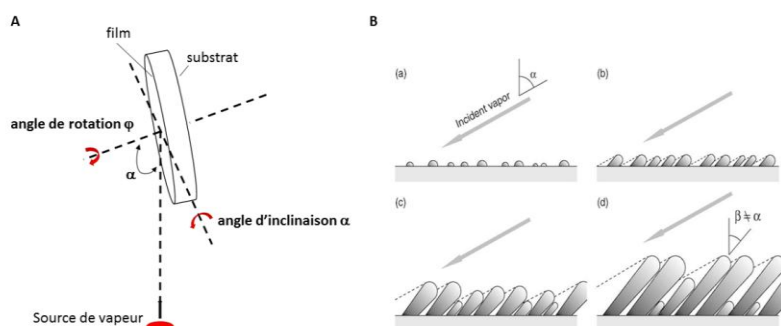 A
film
substrat
angle de rotation φ
α
angle d'inclinaison α
Source de vapeur
B
(a)
α
Incident vapor
(b)
(c)
(d)
β ≒ α